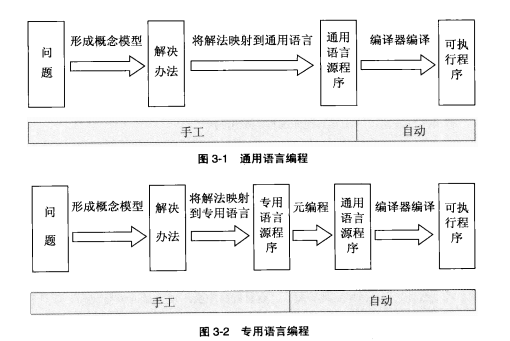 形成概念模型
将解法映射到通用语言
编译器编译
问题
解决办法
通用语言源程序
可执行程序
手工
自动
图 3-1 通用语言编程
形成概念模型
将解法映射
到专用语言
元编程
编译器编译
问题
解决办法
专用语言源程序
通用语言源程序
可执行程序
手工
自动
图 3-2 专用语言编程